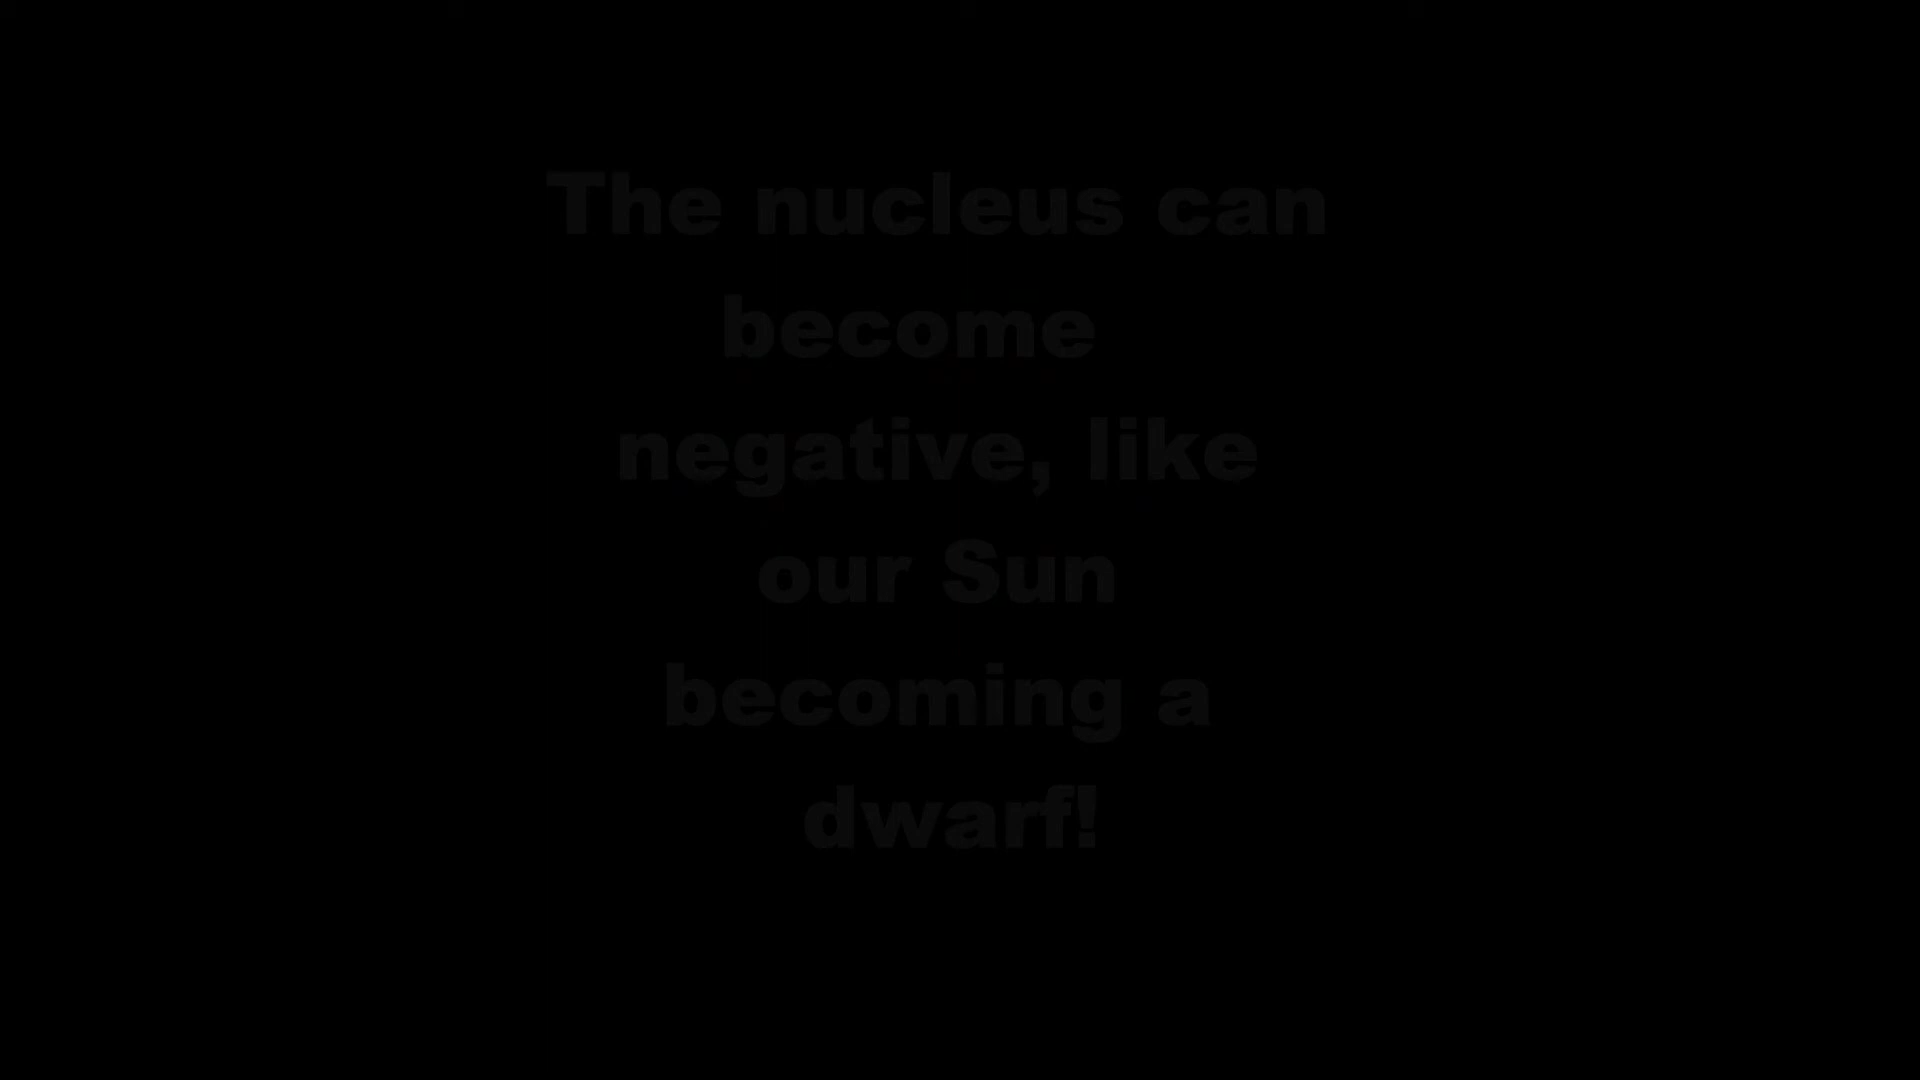 The nucleus can
become
negative, like
our Sun
becoming a
dwarf!